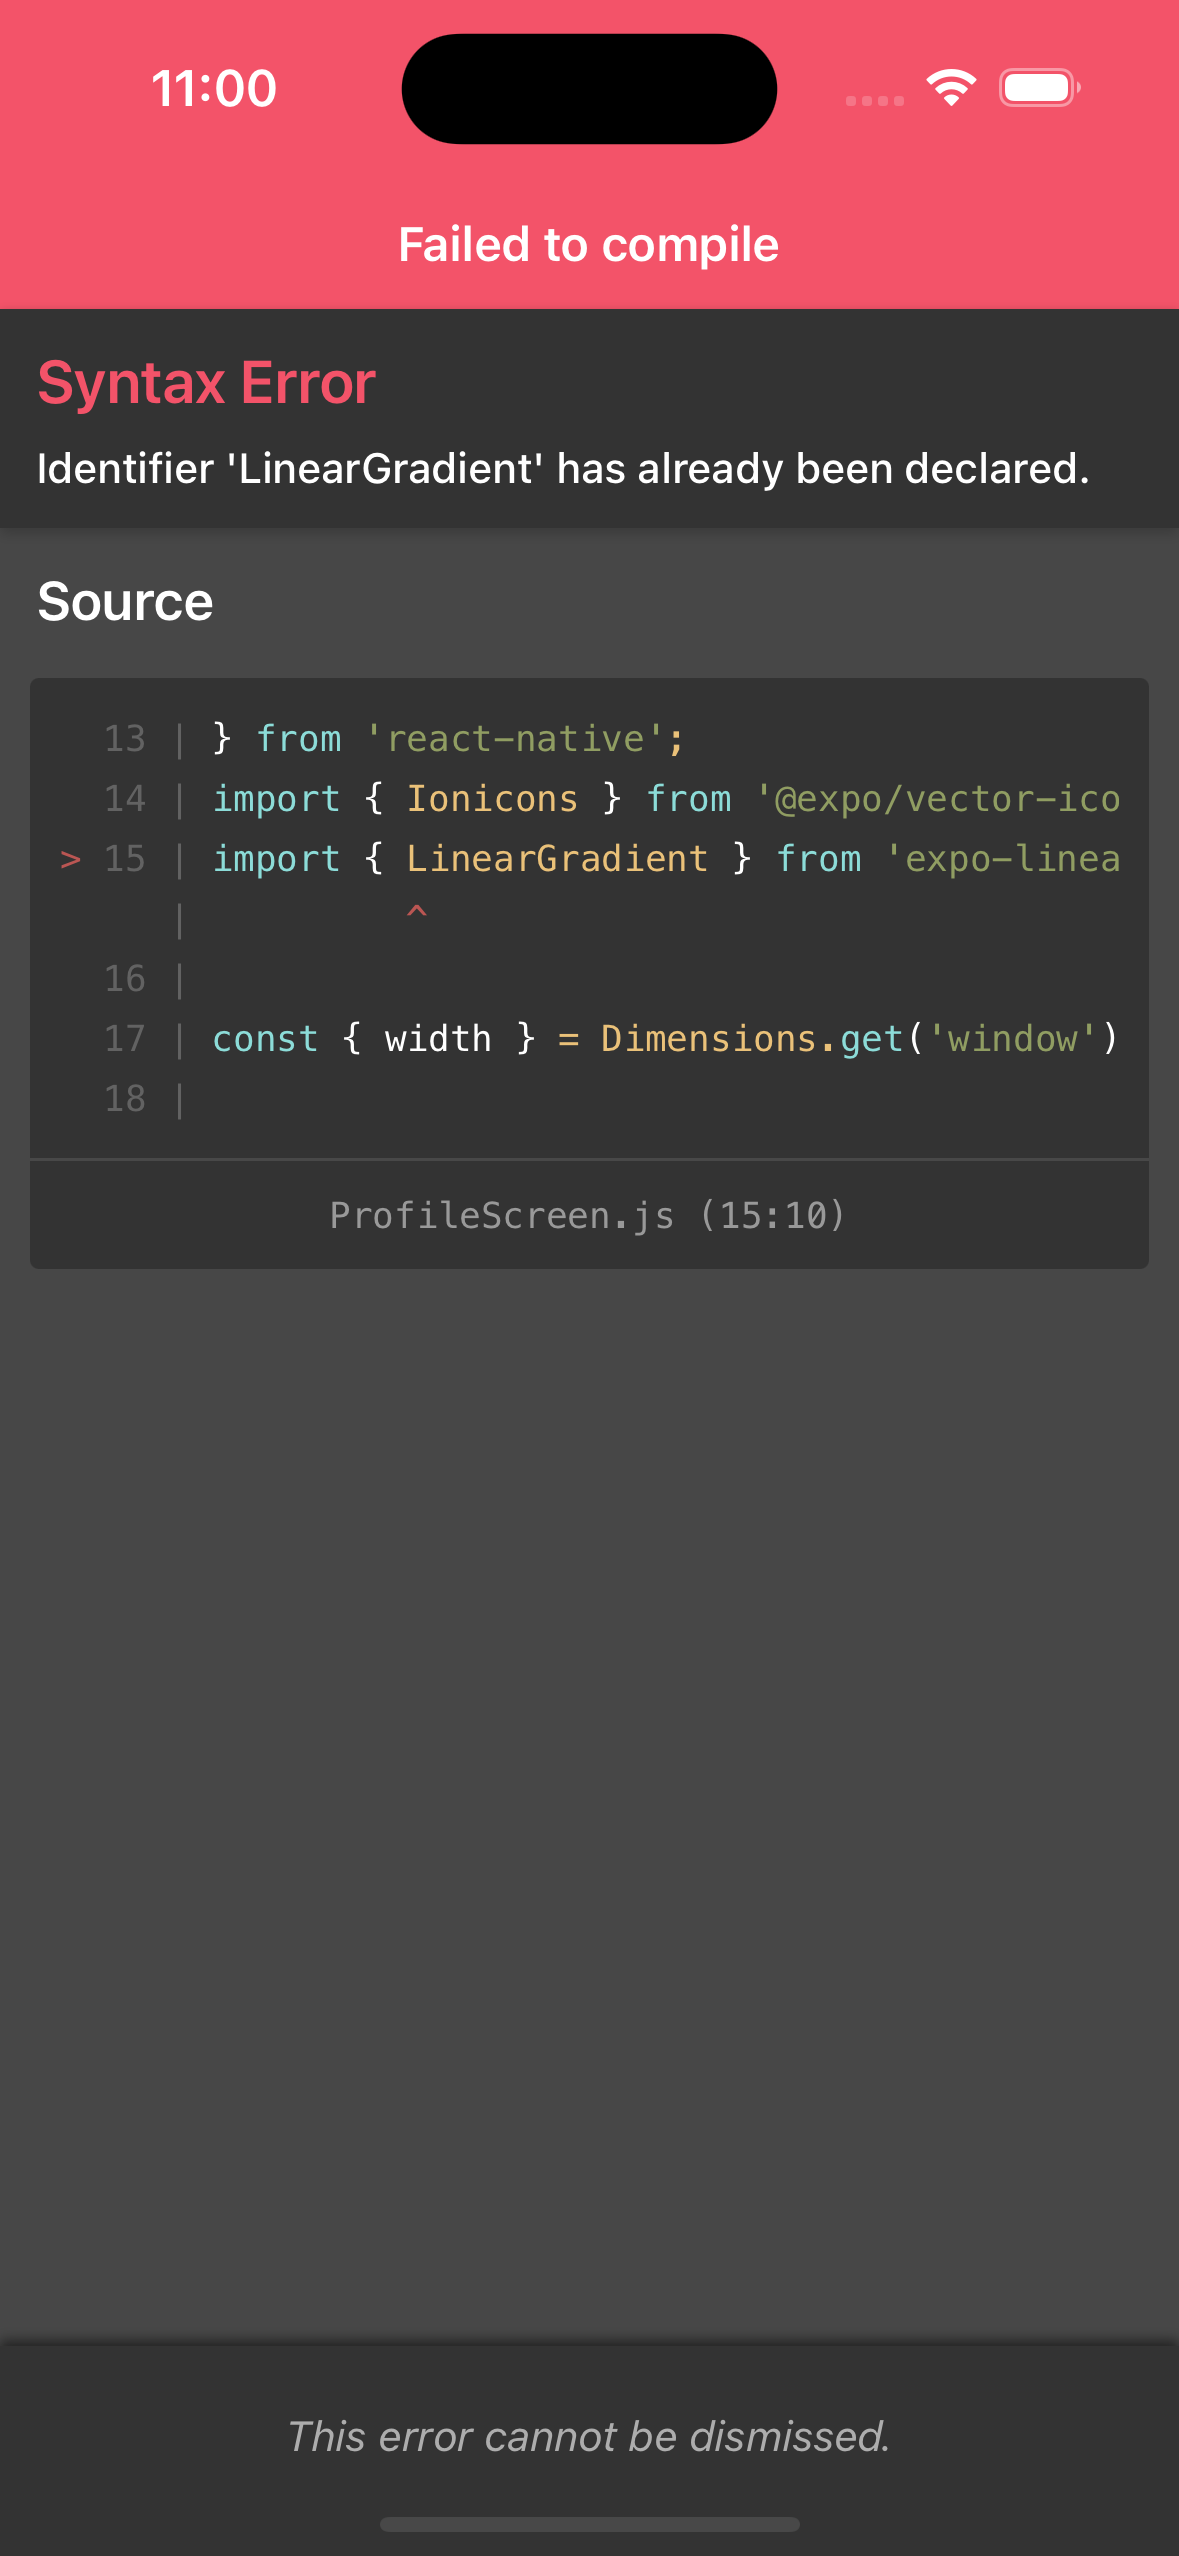 11:00
Failed to compile
Syntax Error
Identifier 'LinearGradient' has already been declared.
Source
13 | } from 'react-native';
14 | import { Ionicons } from '@expo/vector-ico
> 15 | import { LinearGradient } from 'expo-linea
| ^
16 |
17 | const { width } = Dimensions.get('window')
18 |
ProfileScreen.js (15:10)
This error cannot be dismissed.